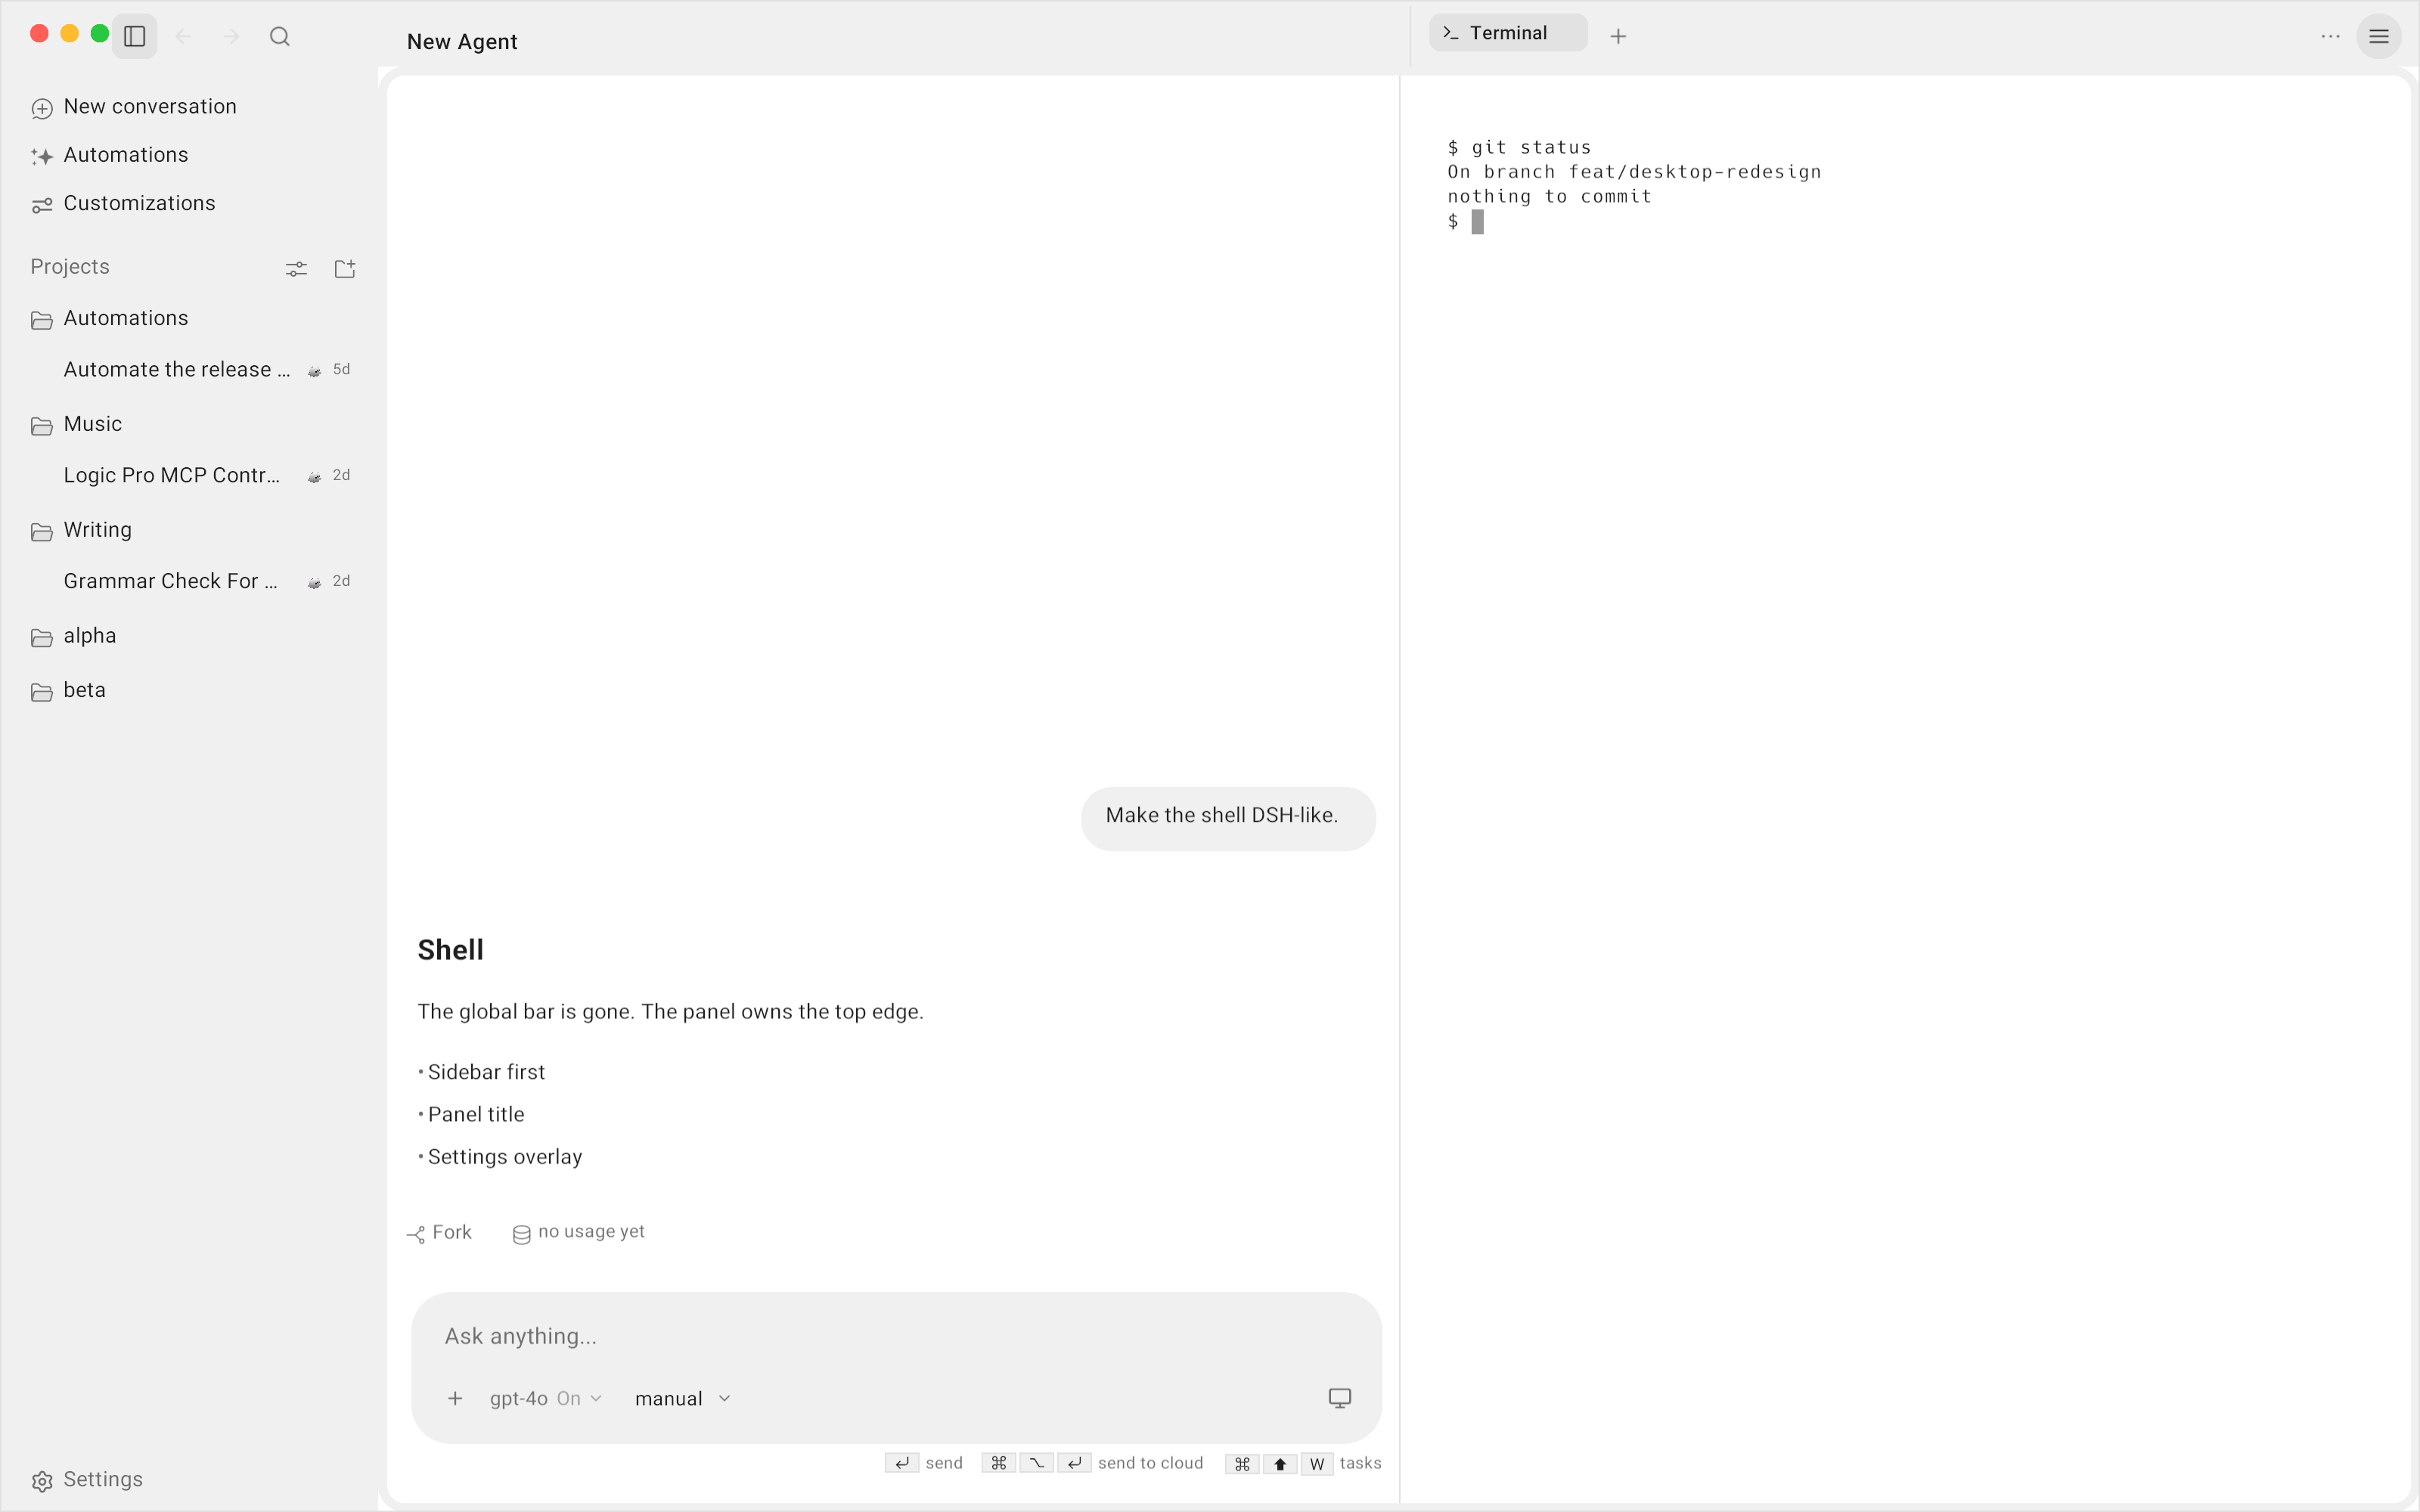 New Agent
Terminal
New conversation
Automations
Customizations
Projects
Automations
Automate the release ... 5d
Music
Logic Pro MCP Contr... 2d
Writing
Grammar Check For ... 2d
alpha
beta
Settings
Make the shell DSH-like.
Shell
The global bar is gone. The panel owns the top edge.
• Sidebar first
• Panel title
• Settings overlay
Fork no usage yet
Ask anything...
gpt-4o On manual
send ⌘ ⌥ send to cloud ⌘ W tasks
$ git status
On branch feat/desktop-redesign
nothing to commit
$